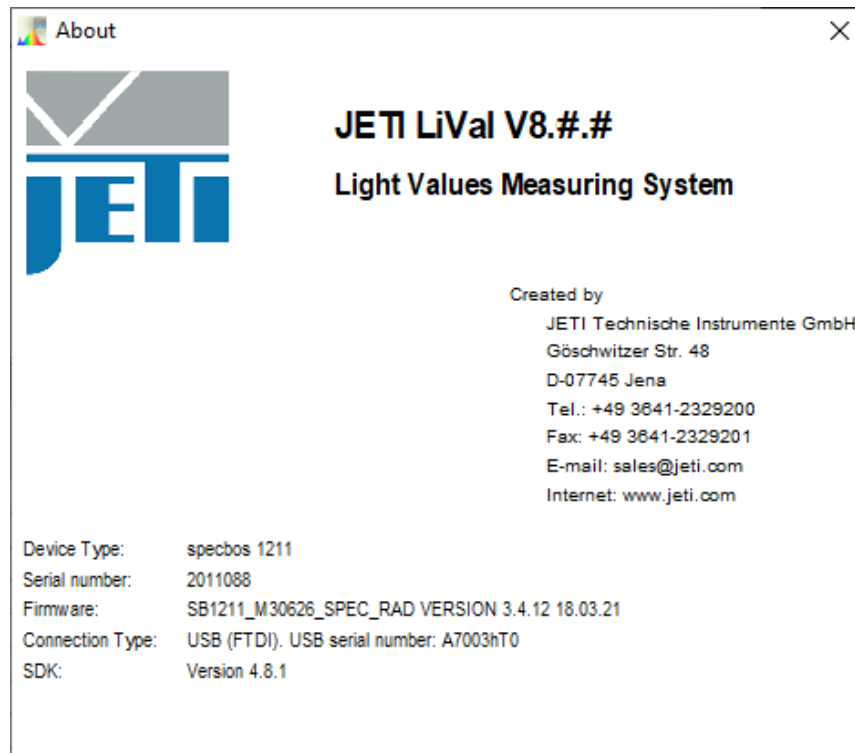 About
JETI
JETI LiVal V8.#.#
Light Values Measuring System
Created by
JETI Technische Instrumente GmbH
Göschwitzer Str. 48
D-07745 Jena
Tel.: +49 3641-2329200
Fax: +49 3641-2329201
E-mail: sales@jeti.com
Internet: www.jeti.com
Device Type: specbos 1211
Serial number: 2011088
Firmware: SB1211_M30626_SPEC_RAD VERSION 3.4.12 18.03.21
Connection Type: USB (FTDI). USB serial number: A7003hT0
SDK: Version 4.8.1